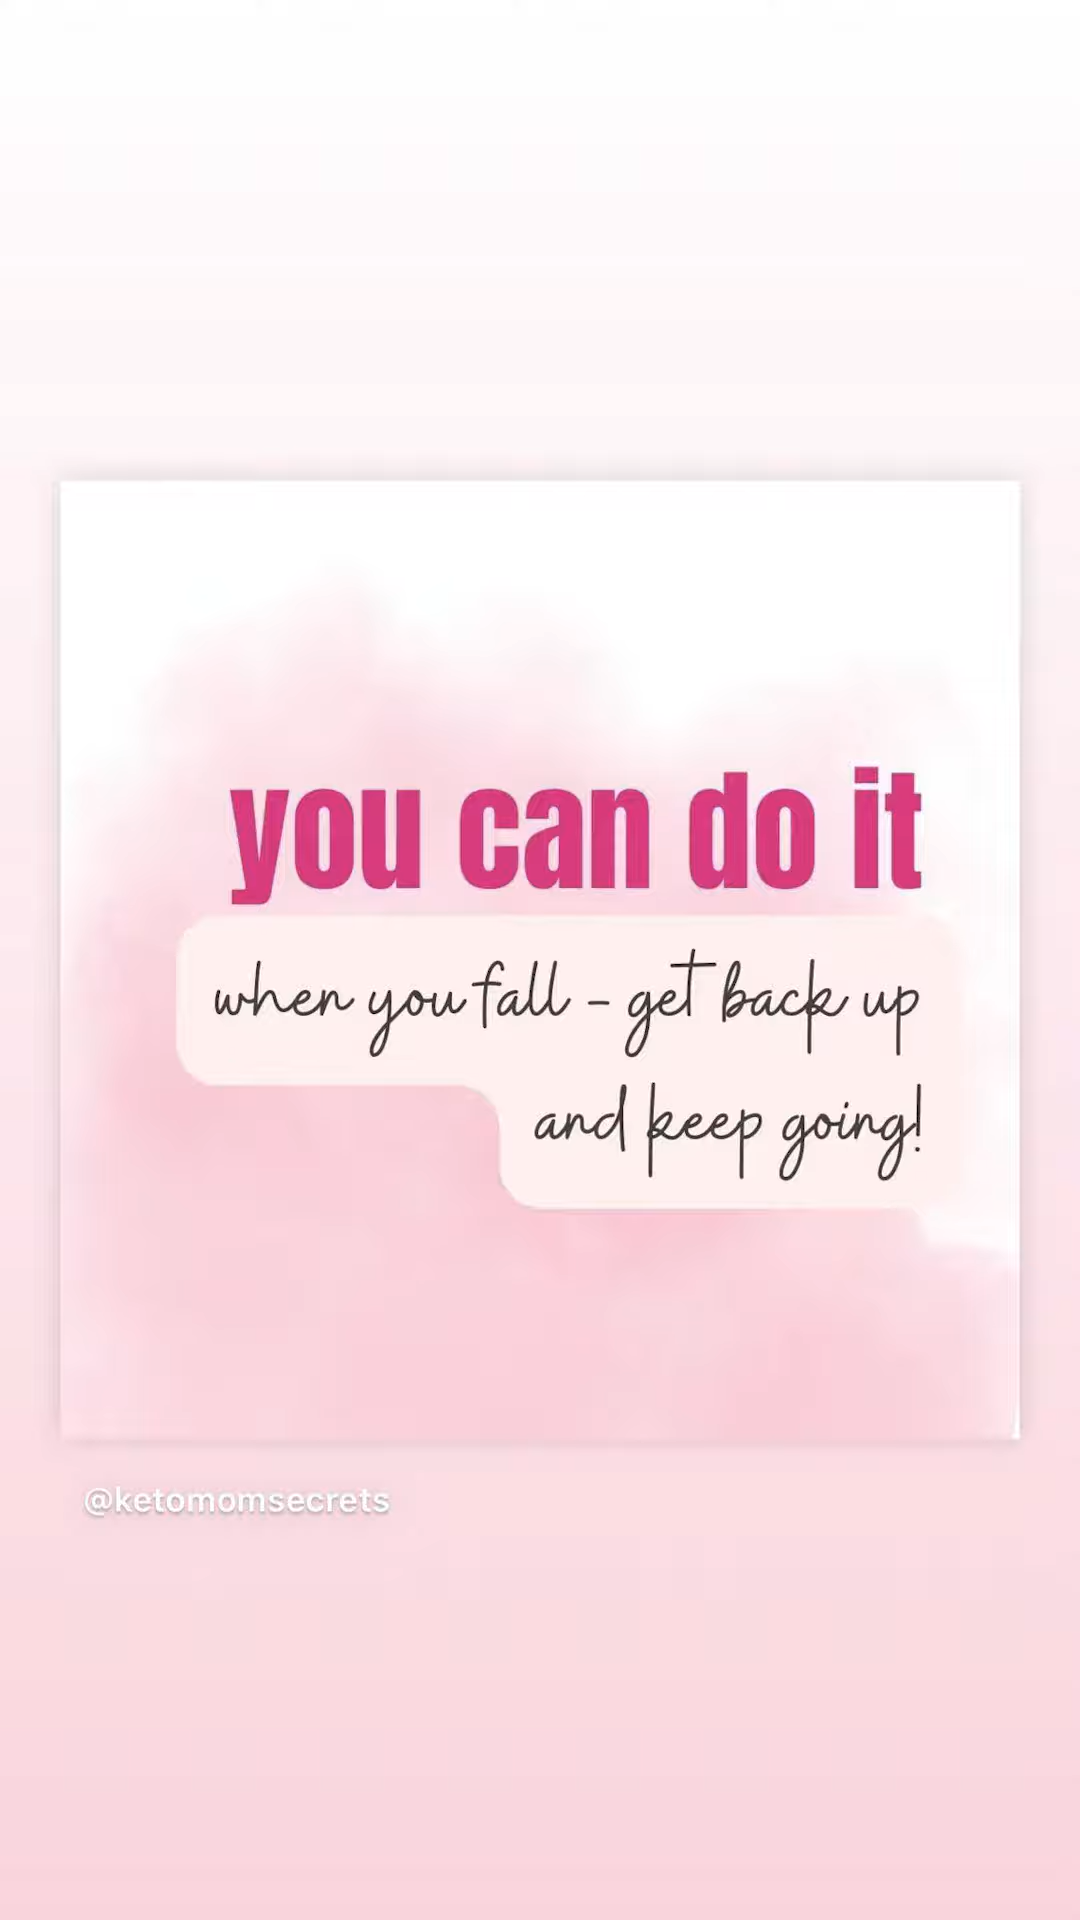 you can do it
when you fall - get back up
and keep going!
@ketomomsecrets